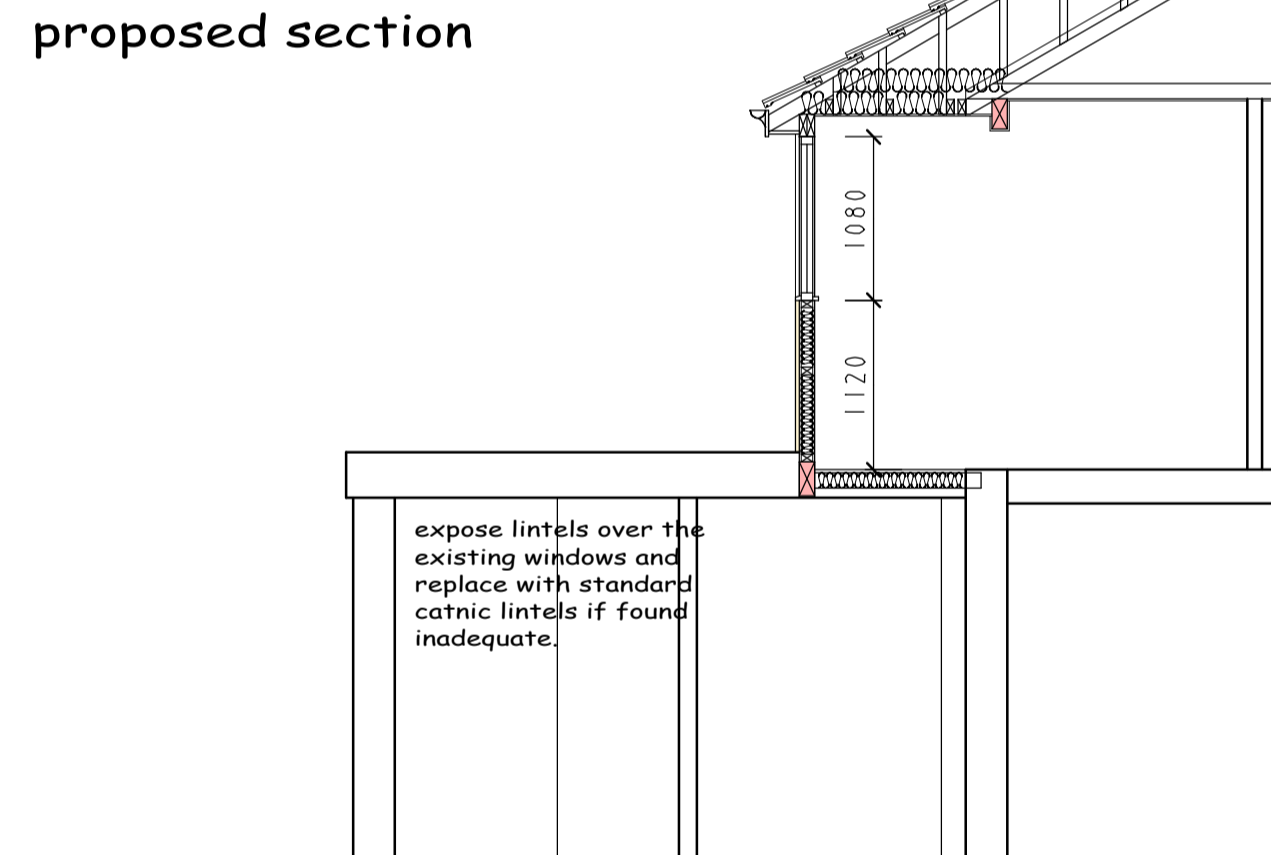 proposed section
1080
1120
expose lintels over the
existing windows and
replace with standard
catnic lintels if found
inadequate.